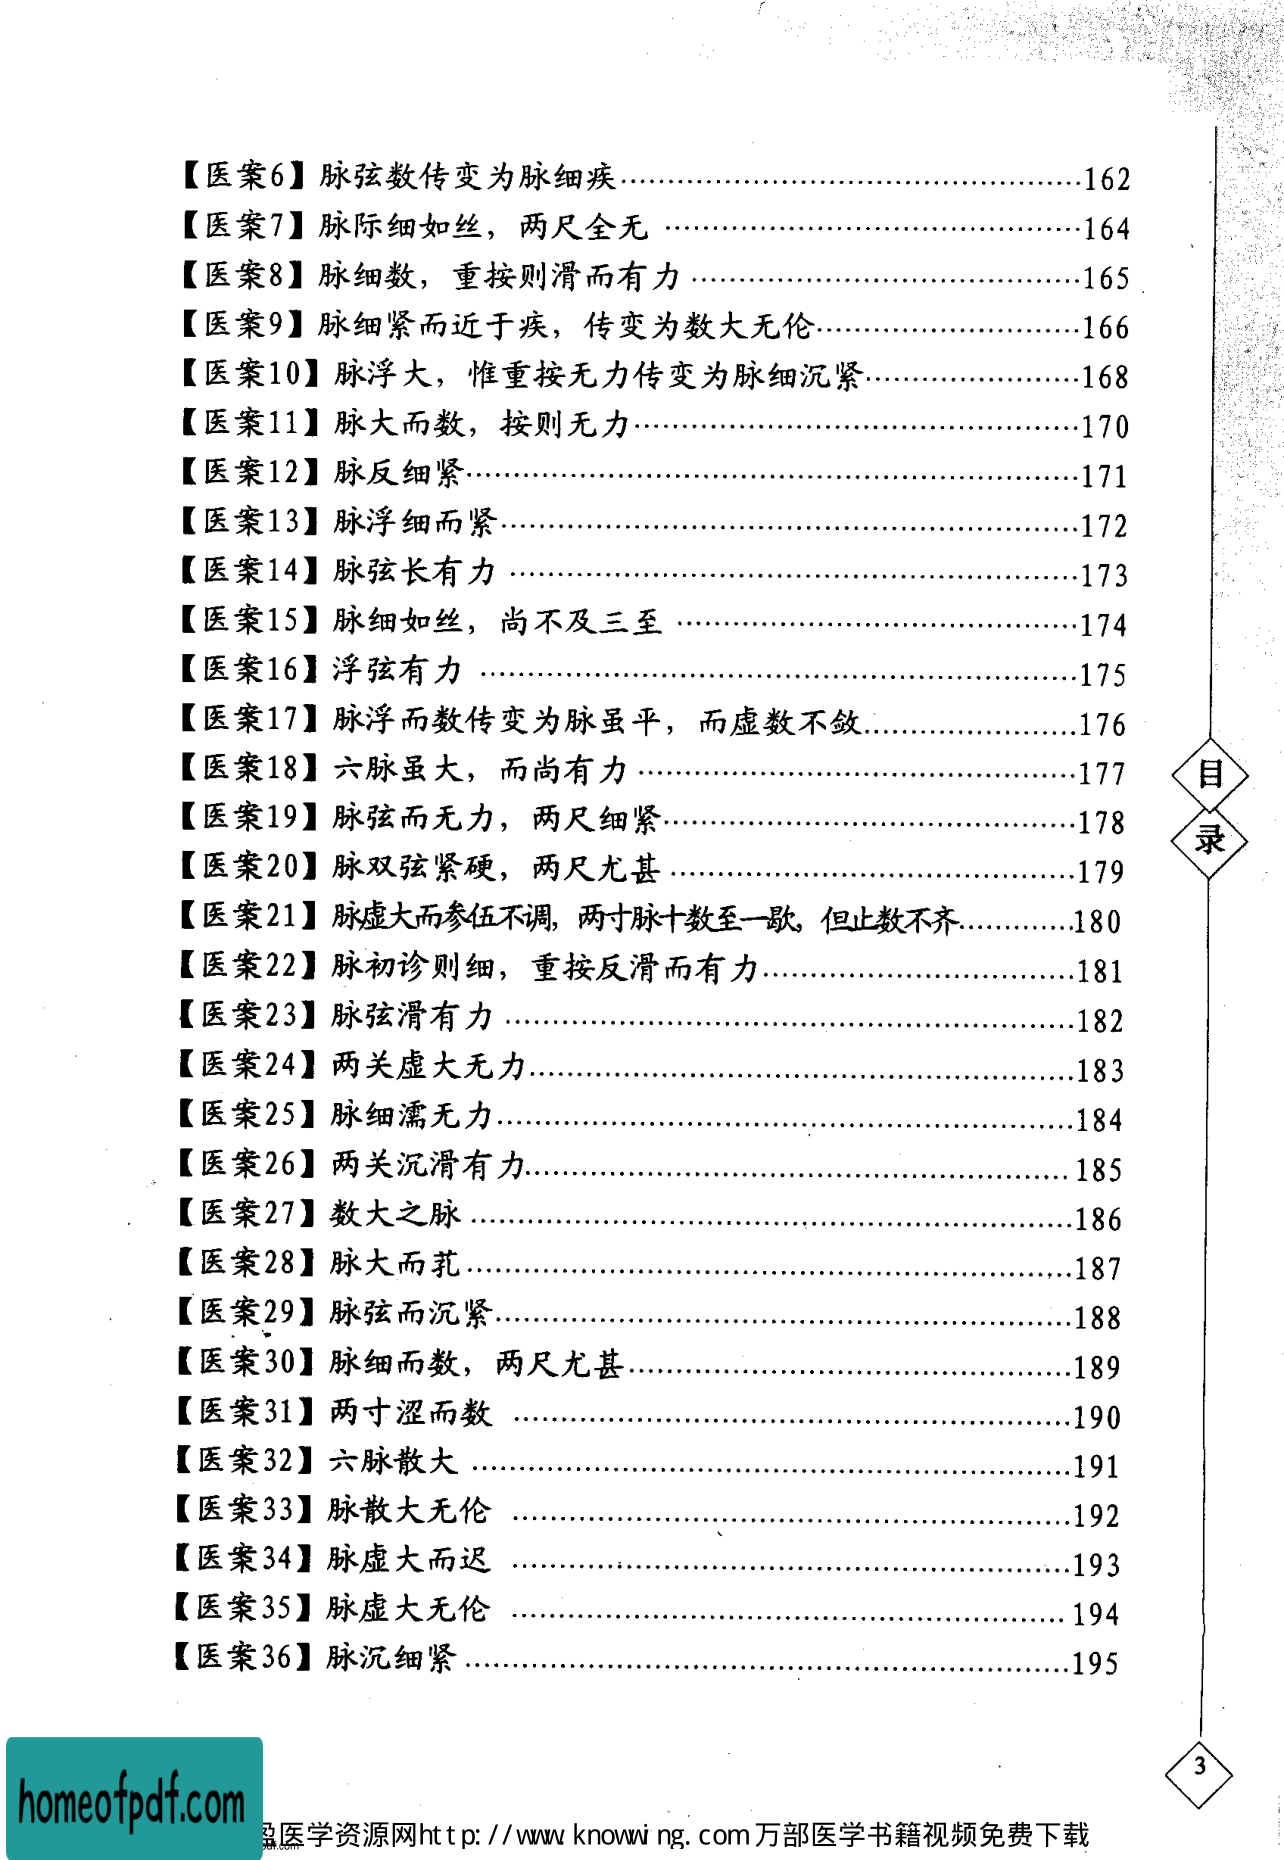 【医案6】脉弦数传变为脉细疾……………………………………162
【医案7】脉际细如丝，两尺全无……………………………………164
【医案8】脉细数，重按则滑而有力……………………………………165
【医案9】脉细紧而近于疾，传变为数大无伦……………………………………166
【医案10】脉浮大，惟重按无力传变为脉细沉紧……………………………………168
【医案11】脉大而数，按则无力……………………………………170
【医案12】脉反细紧……………………………………171
【医案13】脉浮细而紧……………………………………172
【医案14】脉弦长有力……………………………………173
【医案15】脉细如丝，尚不及三至……………………………………174
【医案16】浮弦有力……………………………………175
【医案17】脉浮而数传变为脉虽平，而虚数不敛……………………………………176
【医案18】六脉虽大，而尚有力……………………………………177
【医案19】脉弦而无力，两尺细紧……………………………………178
【医案20】脉双弦紧硬，两尺尤甚……………………………………179
【医案21】脉虚大而参伍不调，两寸脉十数至一歇，但止数不齐……………………………………180
【医案22】脉初诊则细，重按反滑而有力……………………………………181
【医案23】脉弦滑有力……………………………………182
【医案24】两关虚大无力……………………………………183
【医案25】脉细濡无力……………………………………184
【医案26】两关沉滑有力……………………………………185
【医案27】数大之脉……………………………………186
【医案28】脉大而芤……………………………………187
【医案29】脉弦而沉紧……………………………………188
【医案30】脉细而数，两尺尤甚……………………………………189
【医案31】两寸涩而数……………………………………190
【医案32】六脉散大……………………………………191
【医案33】脉散大无伦……………………………………192
【医案34】脉虚大而迟……………………………………193
【医案35】脉虚大无伦……………………………………194
【医案36】脉沉细紧……………………………………195
目
录
3
homeofpdf.com
盈医学资源网http://www.knowwing.com万部医学书籍视频免费下载